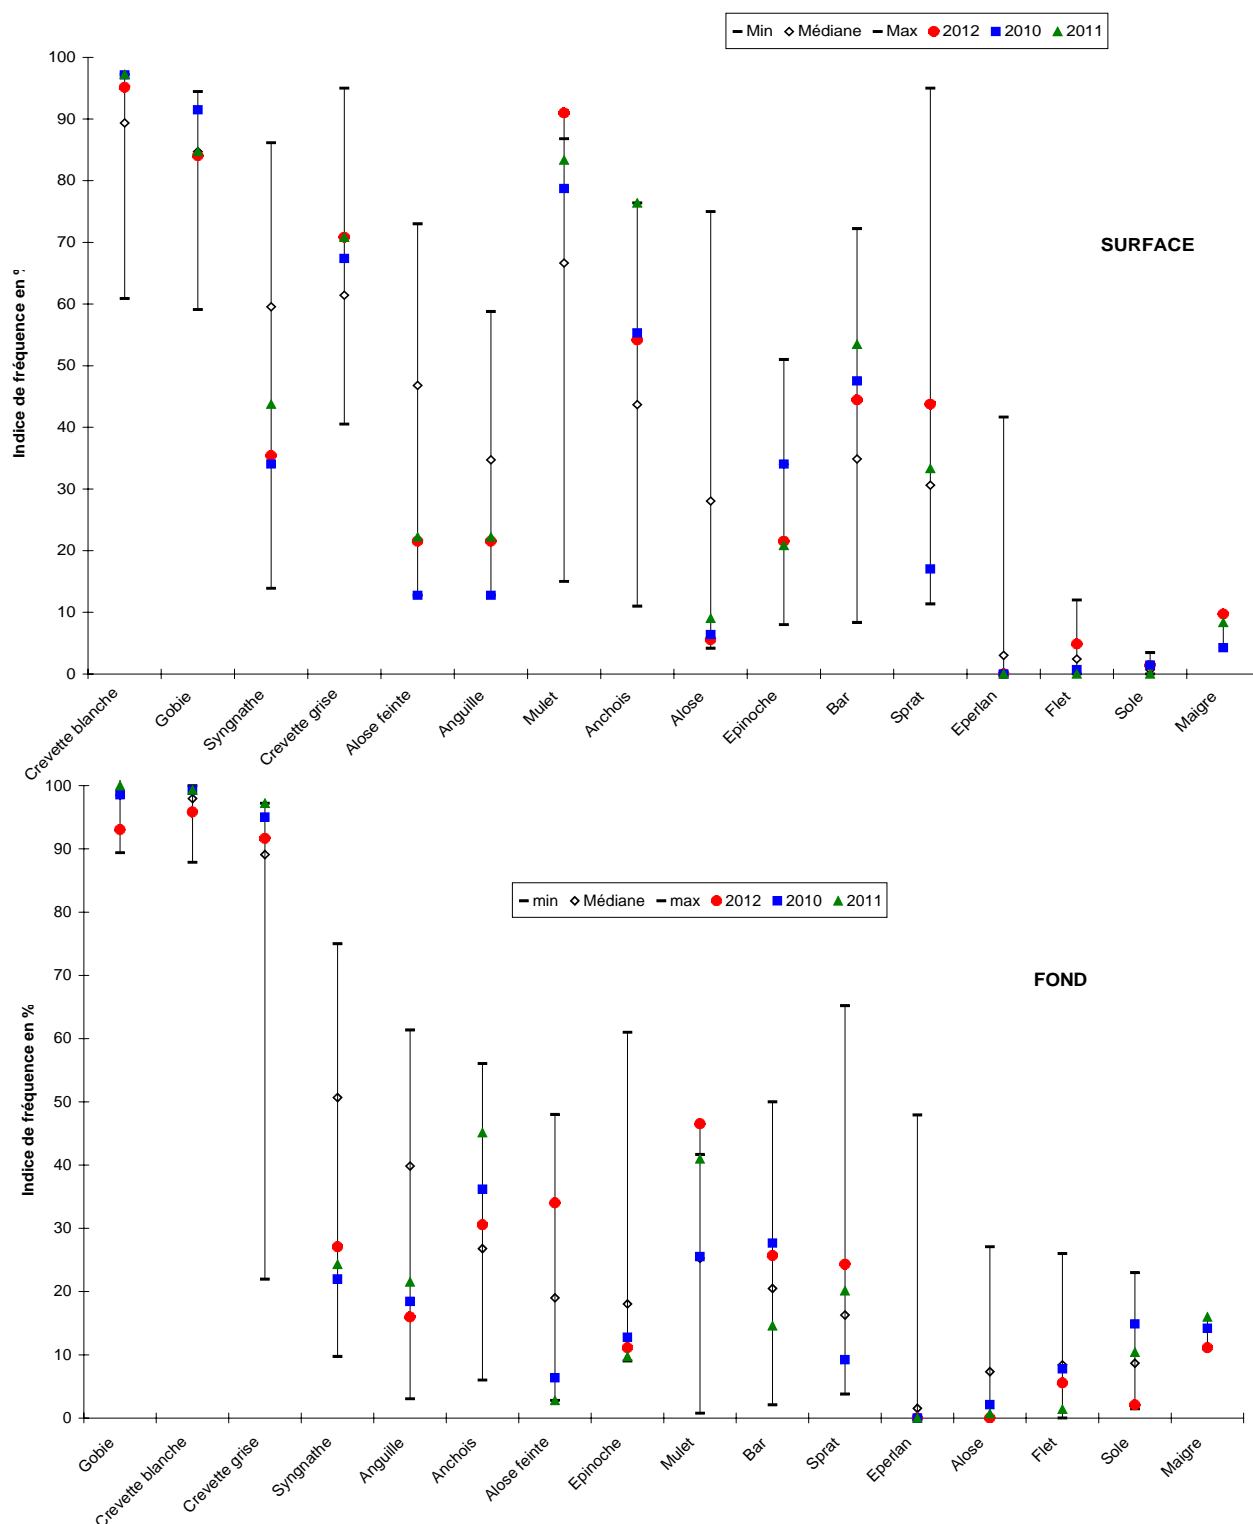 Min Médiane Max 2012 2010 2011
100
90
80
70
60
50
40
30
20
10
0
Indice de fréquence en %
SURFACE
Crevette blanche
Gobie
Syngnathe
Crevette grise
Alose feinte
Anguille
Mulet
Anchois
Alose
Epinoche
Bar
Sprat
Eperlan
Flet
Sole
Maigre
100
90
80
70
60
50
40
30
20
10
0
Indice de fréquence en %
min Médiane max 2012 2010 2011
FOND
Gobie
Crevette blanche
Crevette grise
Syngnathe
Anguille
Anchois
Alose feinte
Epinoche
Mulet
Bar
Sprat
Eperlan
Alose
Flet
Sole
Maigre